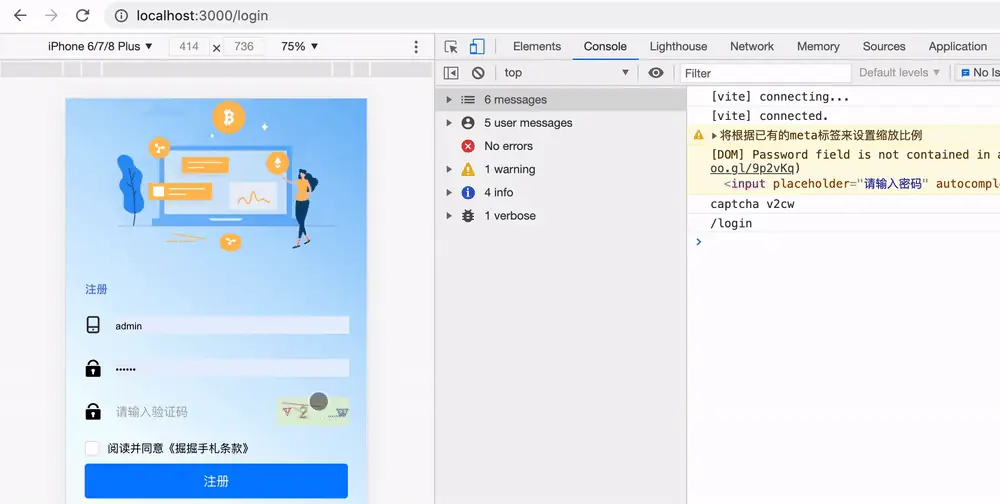 localhost:3000/login
iPhone 6/7/8 Plus ▼ 414 × 736 75% ▼
Elements Console Lighthouse Network Memory Sources Application
top ▼ Filter Default levels ▼ No Is
6 messages
5 user messages
No errors
1 warning
4 info
1 verbose
[vite] connecting...
[vite] connected.
▸将根据已有的meta标签来设置缩放比例
[DOM] Password field is not contained in a
oo.gl/9p2vKq)
<input placeholder="请输入密码" autocomple
captcha v2cw
/login
注册
admin
••••••
请输入验证码
阅读并同意《掘掘手札条款》
注册